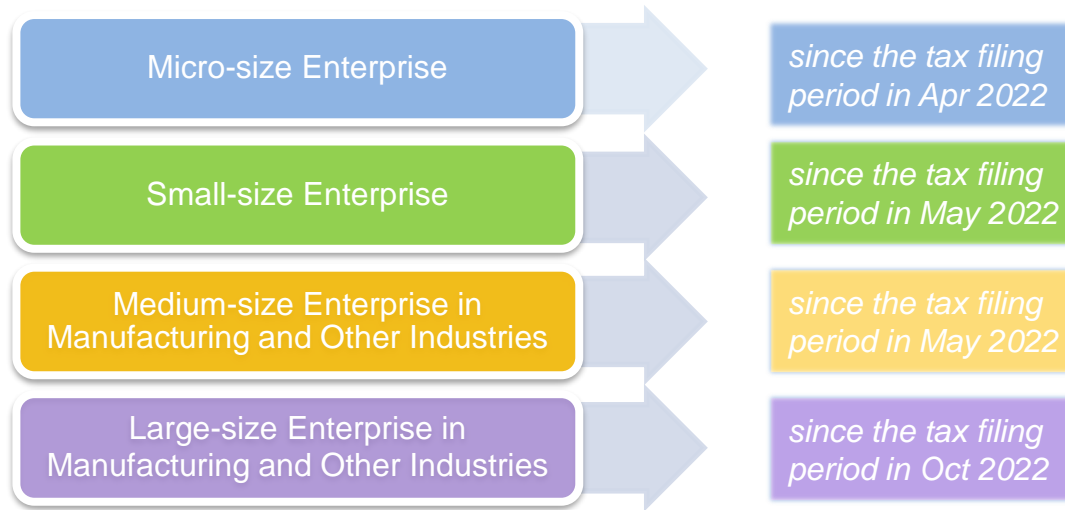 Micro-size Enterprise
since the tax filing
period in Apr 2022
Small-size Enterprise
since the tax filing
period in May 2022
Medium-size Enterprise in
Manufacturing and Other Industries
since the tax filing
period in May 2022
Large-size Enterprise in
Manufacturing and Other Industries
since the tax filing
period in Oct 2022